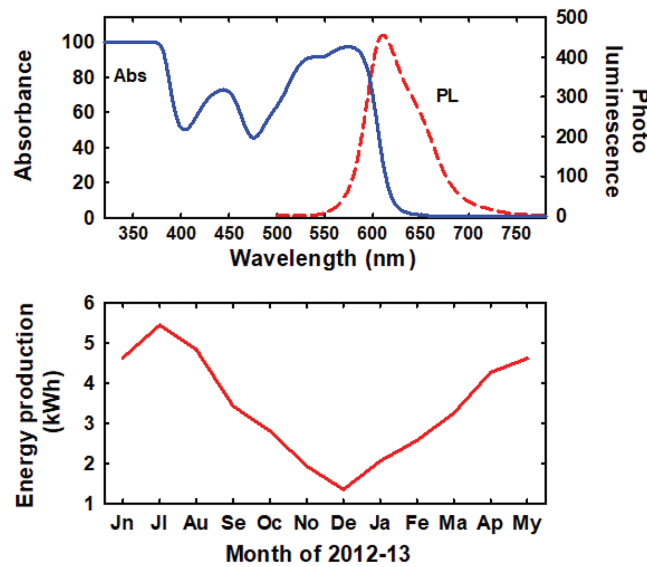 Absorbance
100
80
60
40
20
0
Abs
PL
500
400
300
200
100
0
Photo
luminescence
350 400 450 500 550 600 650 700 750
Wavelength (nm)
Energy production
(kWh)
6
5
4
3
2
1
Jn Jl Au Se Oc No De Ja Fe Ma Ap My
Month of 2012-13